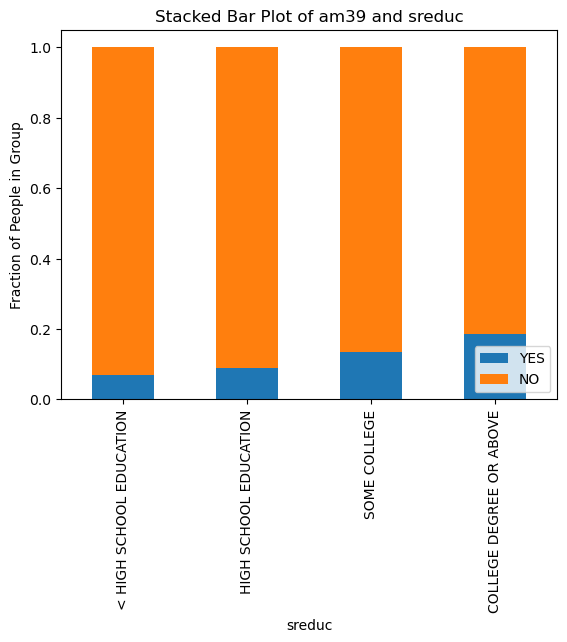 Stacked Bar Plot of am39 and sreduc
Fraction of People in Group
1.0
0.8
0.6
0.4
0.2
0.0
YES
NO
< HIGH SCHOOL EDUCATION
HIGH SCHOOL EDUCATION
SOME COLLEGE
COLLEGE DEGREE OR ABOVE
sreduc